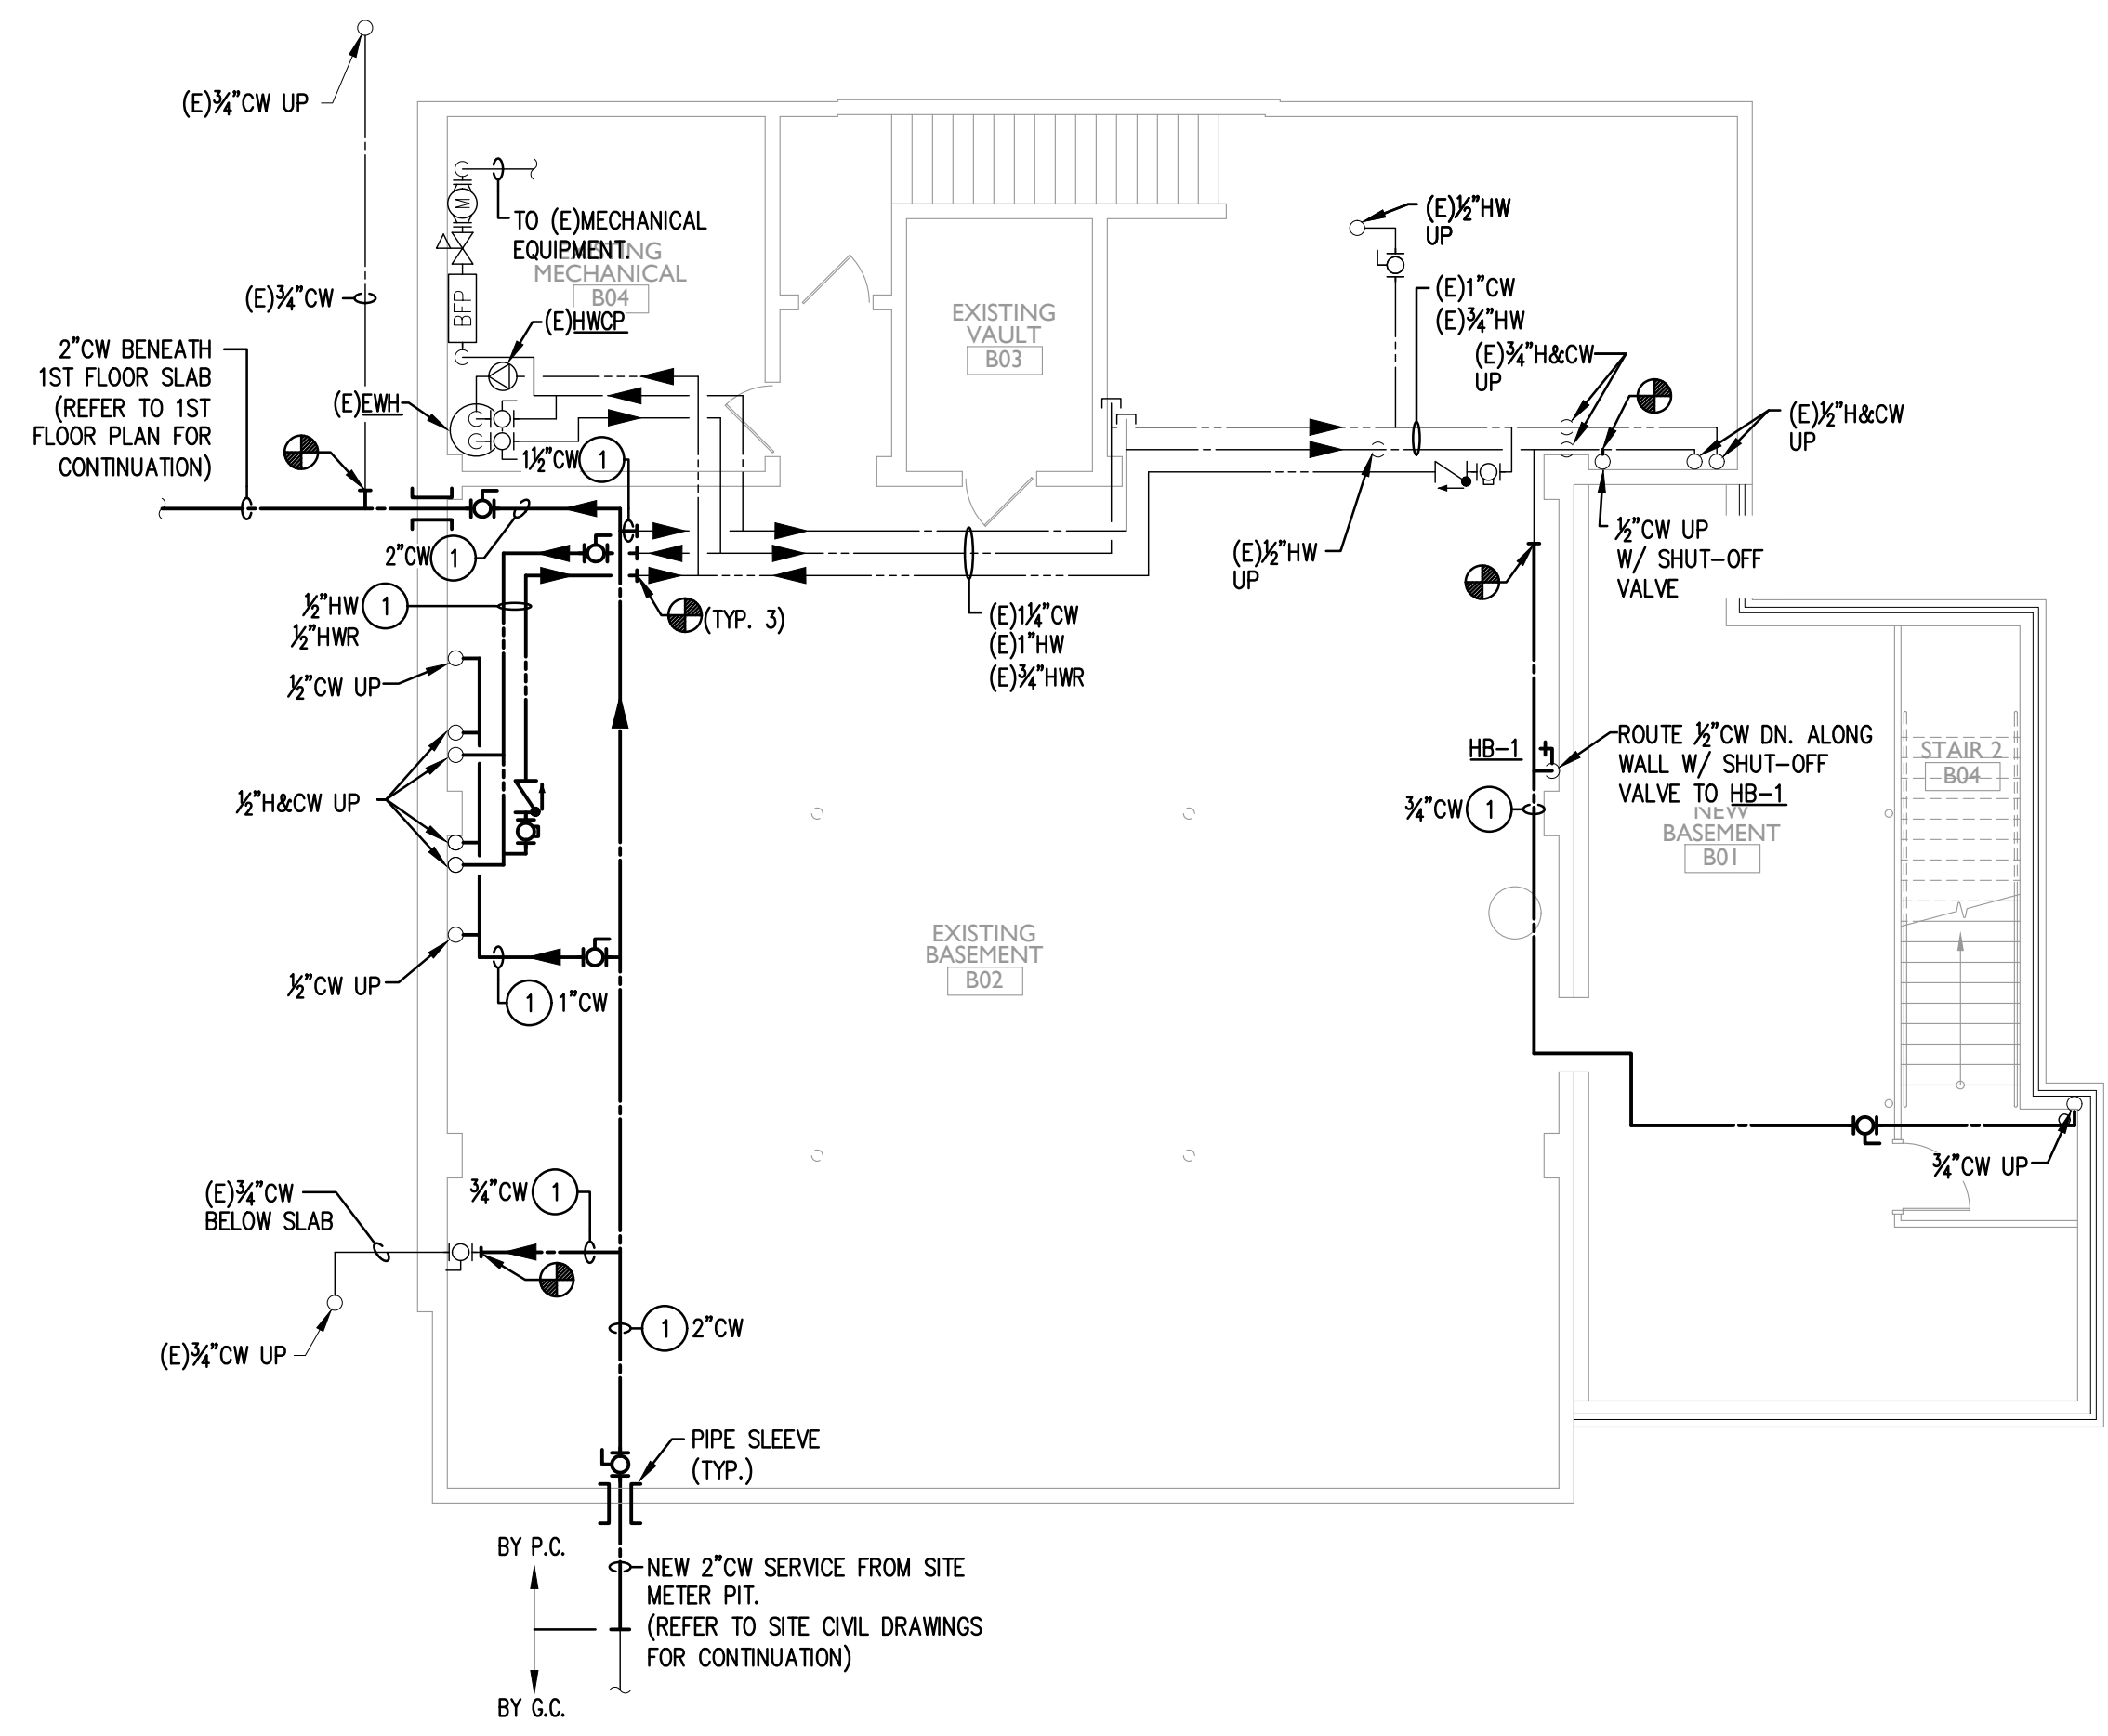 (E)¾"CW UP
TO (E)MECHANICAL
EQUIPMENT.
EXISTING
MECHANICAL
B04
M
BFP
(E)HWCP
(E)¾"CW
2"CW BENEATH
1ST FLOOR SLAB
(REFER TO 1ST
FLOOR PLAN FOR
CONTINUATION)
(E)EWH
1½"CW 1
EXISTING
VAULT
B03
(E)½"HW
UP
(E)1"CW
(E)¾"HW
(E)¾"H&CW
UP
(E)½"H&CW
UP
½"CW UP
W/ SHUT-OFF
VALVE
(E)½"HW
UP
2"CW 1
½"HW 1
½"HWR
(TYP. 3)
(E)1¼"CW
(E)1"HW
(E)¾"HWR
½"CW UP
½"H&CW UP
½"CW UP
1 1"CW
HB-1
ROUTE ½"CW DN. ALONG
WALL W/ SHUT-OFF
VALVE TO HB-1
¾"CW 1
NEW
BASEMENT
B01
STAIR 2
B04
EXISTING
BASEMENT
B02
¾"CW UP
(E)¾"CW
BELOW SLAB
¾"CW 1
(E)¾"CW UP
1 2"CW
PIPE SLEEVE
(TYP.)
BY P.C.
NEW 2"CW SERVICE FROM SITE
METER PIT.
(REFER TO SITE CIVIL DRAWINGS
FOR CONTINUATION)
BY G.C.